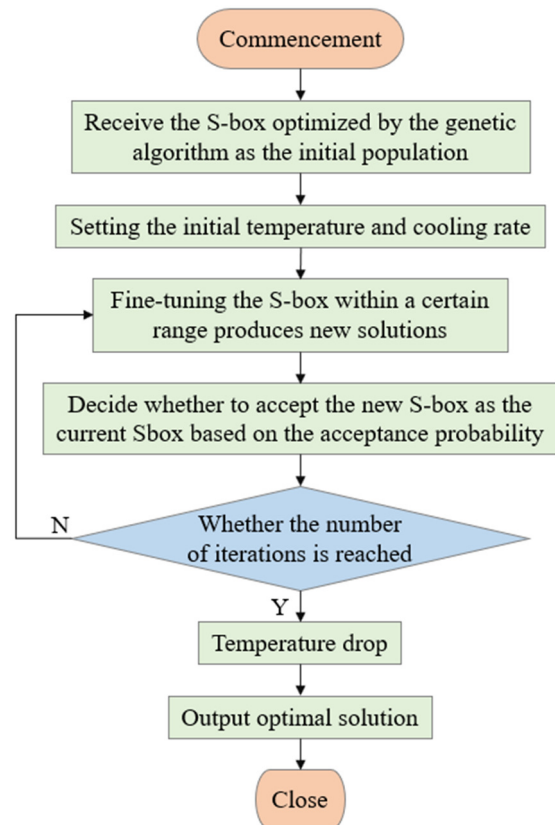 Commencement
Receive the S-box optimized by the genetic
algorithm as the initial population
Setting the initial temperature and cooling rate
Fine-tuning the S-box within a certain
range produces new solutions
Decide whether to accept the new S-box as the
current Sbox based on the acceptance probability
Whether the number
of iterations is reached
N
Y
Temperature drop
Output optimal solution
Close